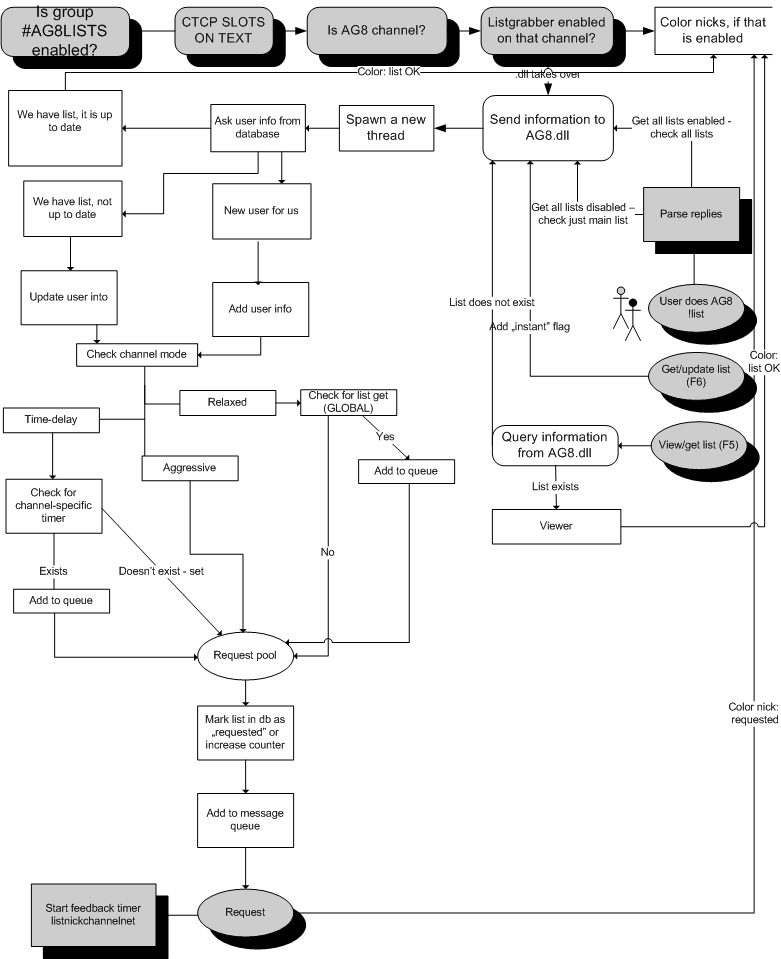 Is group
#AG8LISTS
enabled?
CTCP SLOTS
ON TEXT
Is AG8 channel?
Listgrabber enabled
on that channel?
Color nicks, if that
is enabled
Color: list OK
.dll takes over
We have list, it is up
to date
Ask user info from
database
Spawn a new
thread
Send information to
AG8.dll
Get all lists enabled -
check all lists
We have list, not
up to date
New user for us
Get all lists disabled –
check just main list
Parse replies
Update user into
Add user info
List does not exist
Add „instant” flag
User does AG8
!list
Check channel mode
Color:
list OK
Get/update list
(F6)
Relaxed
Check for list get
(GLOBAL)
Time-delay
Yes
Query information
from AG8.dll
View/get list (F5)
Aggressive
Add to queue
List exists
Check for
channel-specific
timer
Viewer
No
Exists
Doesn't exist - set
Add to queue
Request pool
Mark list in db as
„requested” or
increase counter
Color nick:
requested
Add to message
queue
Start feedback timer
listnickchannelnet
Request